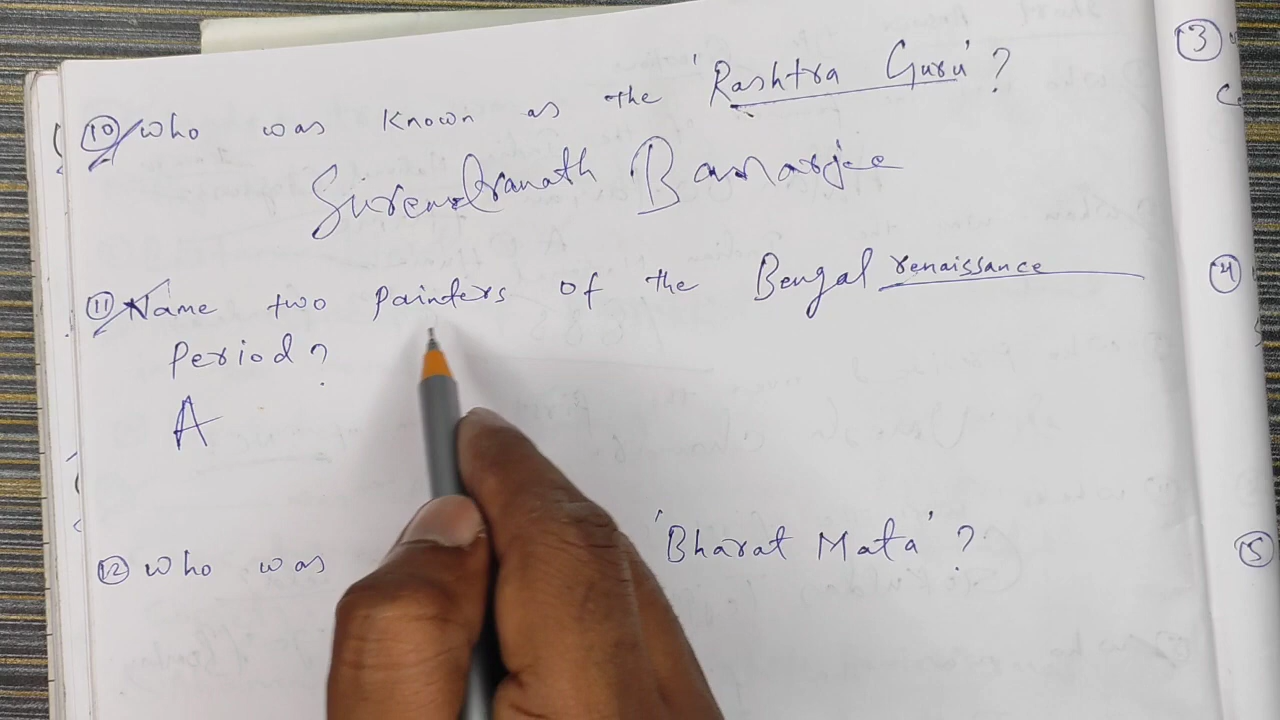 ⑩ Who was Known as the 'Rashtra Guru'?
Surendranath Banarjee
⑪ Name two Painters of the Bengal renaissance
Period?
A
⑫ Who was 'Bharat Mata'?
③
④
⑤